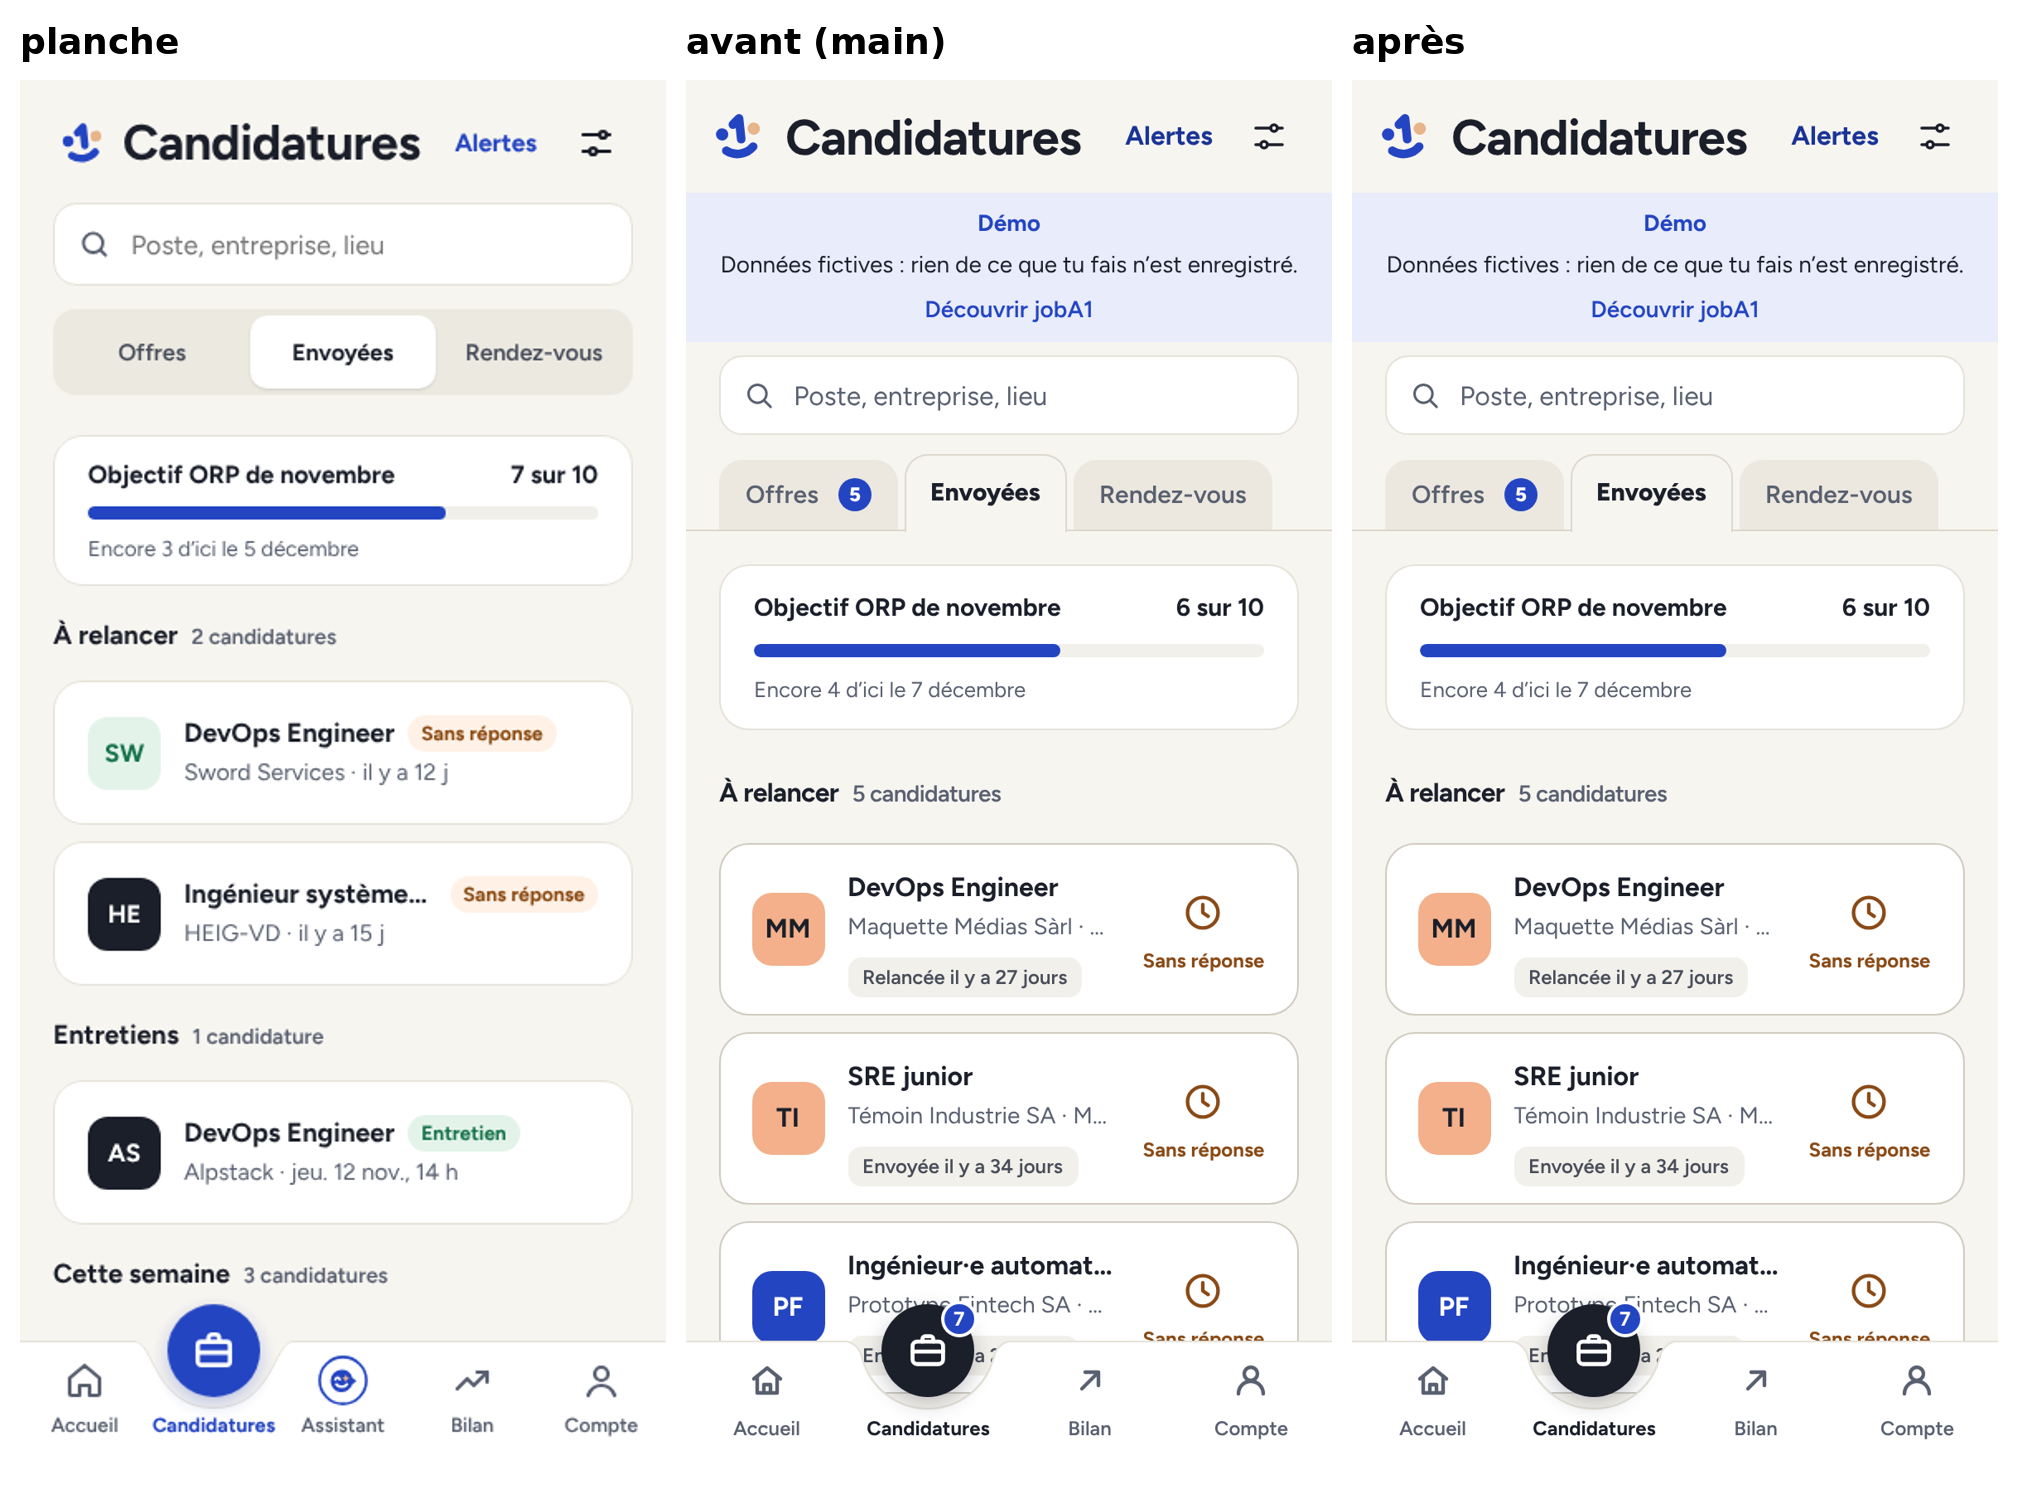 planche
Candidatures Alertes
Poste, entreprise, lieu
Offres Envoyées Rendez-vous
Objectif ORP de novembre 7 sur 10
Encore 3 d’ici le 5 décembre
À relancer 2 candidatures
SW DevOps Engineer Sans réponse
Sword Services · il y a 12 j
HE Ingénieur système... Sans réponse
HEIG-VD · il y a 15 j
Entretiens 1 candidature
AS DevOps Engineer Entretien
Alpstack · jeu. 12 nov., 14 h
Cette semaine 3 candidatures
Accueil Candidatures Assistant Bilan Compte
avant (main)
Candidatures Alertes
Démo
Données fictives : rien de ce que tu fais n’est enregistré.
Découvrir jobA1
Poste, entreprise, lieu
Offres 5 Envoyées Rendez-vous
Objectif ORP de novembre 6 sur 10
Encore 4 d’ici le 7 décembre
À relancer 5 candidatures
MM DevOps Engineer
Maquette Médias Sàrl · ...
Relancée il y a 27 jours
Sans réponse
TI SRE junior
Témoin Industrie SA · M...
Envoyée il y a 34 jours
Sans réponse
PF Ingénieur·e automat...
Prototype Fintech SA · ...
Sans réponse
7
Accueil Candidatures Bilan Compte
après
Candidatures Alertes
Démo
Données fictives : rien de ce que tu fais n’est enregistré.
Découvrir jobA1
Poste, entreprise, lieu
Offres 5 Envoyées Rendez-vous
Objectif ORP de novembre 6 sur 10
Encore 4 d’ici le 7 décembre
À relancer 5 candidatures
MM DevOps Engineer
Maquette Médias Sàrl · ...
Relancée il y a 27 jours
Sans réponse
TI SRE junior
Témoin Industrie SA · M...
Envoyée il y a 34 jours
Sans réponse
PF Ingénieur·e automat...
Prototype Fintech SA · ...
Sans réponse
7
Accueil Candidatures Bilan Compte